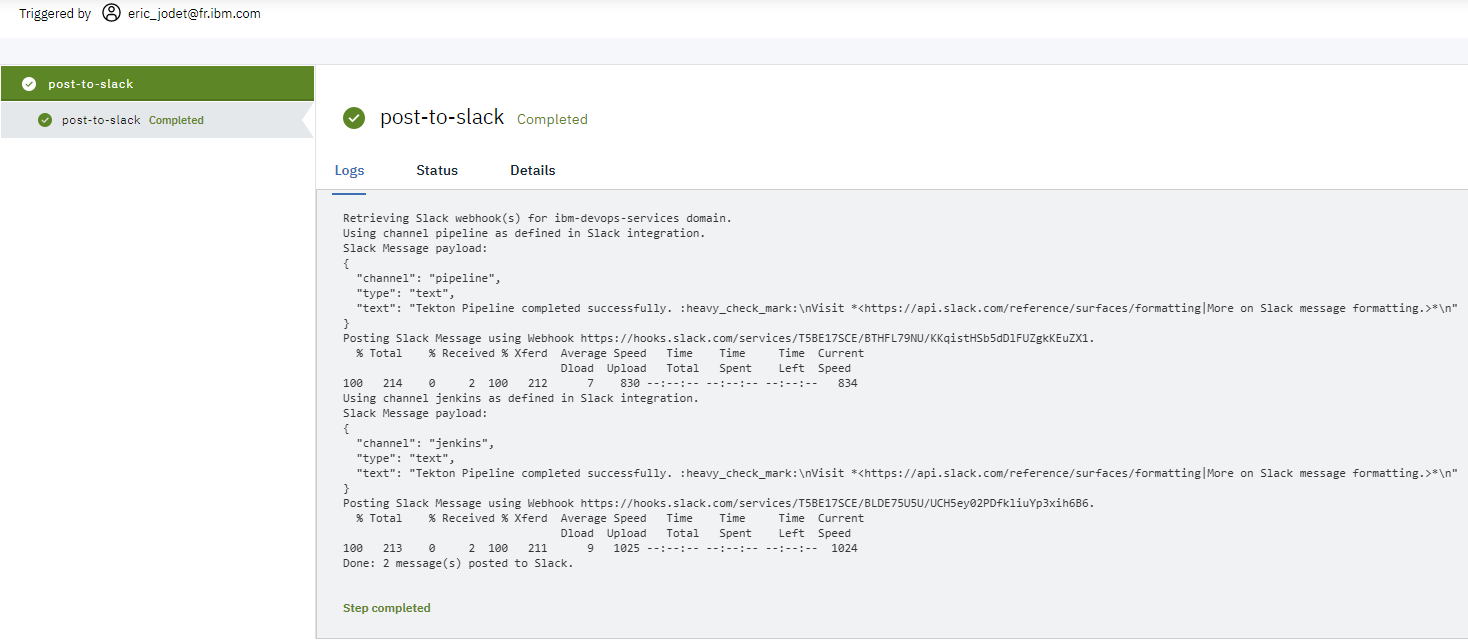 Triggered by eric_jodet@fr.ibm.com
post-to-slack
post-to-slack Completed
post-to-slack Completed
Logs Status Details
Retrieving Slack webhook(s) for ibm-devops-services domain.
Using channel pipeline as defined in Slack integration.
Slack Message payload:
{
  "channel": "pipeline",
  "type": "text",
  "text": "Tekton Pipeline completed successfully. :heavy_check_mark:\nVisit *<https://api.slack.com/reference/surfaces/formatting|More on Slack message formatting.>*\n"
}
Posting Slack Message using Webhook https://hooks.slack.com/services/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.
  % Total    % Received % Xferd  Average Speed   Time    Time     Time  Current
                                 Dload  Upload   Total   Spent    Left  Speed
100   214    0     2  100   212      7    830 --:--:-- --:--:-- --:--:--   834
Using channel jenkins as defined in Slack integration.
Slack Message payload:
{
  "channel": "jenkins",
  "type": "text",
  "text": "Tekton Pipeline completed successfully. :heavy_check_mark:\nVisit *<https://api.slack.com/reference/surfaces/formatting|More on Slack message formatting.>*\n"
}
Posting Slack Message using Webhook https://hooks.slack.com/services/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.
  % Total    % Received % Xferd  Average Speed   Time    Time     Time  Current
                                 Dload  Upload   Total   Spent    Left  Speed
100   213    0     2  100   211      9   1025 --:--:-- --:--:-- --:--:--  1024
Done: 2 message(s) posted to Slack.
Step completed